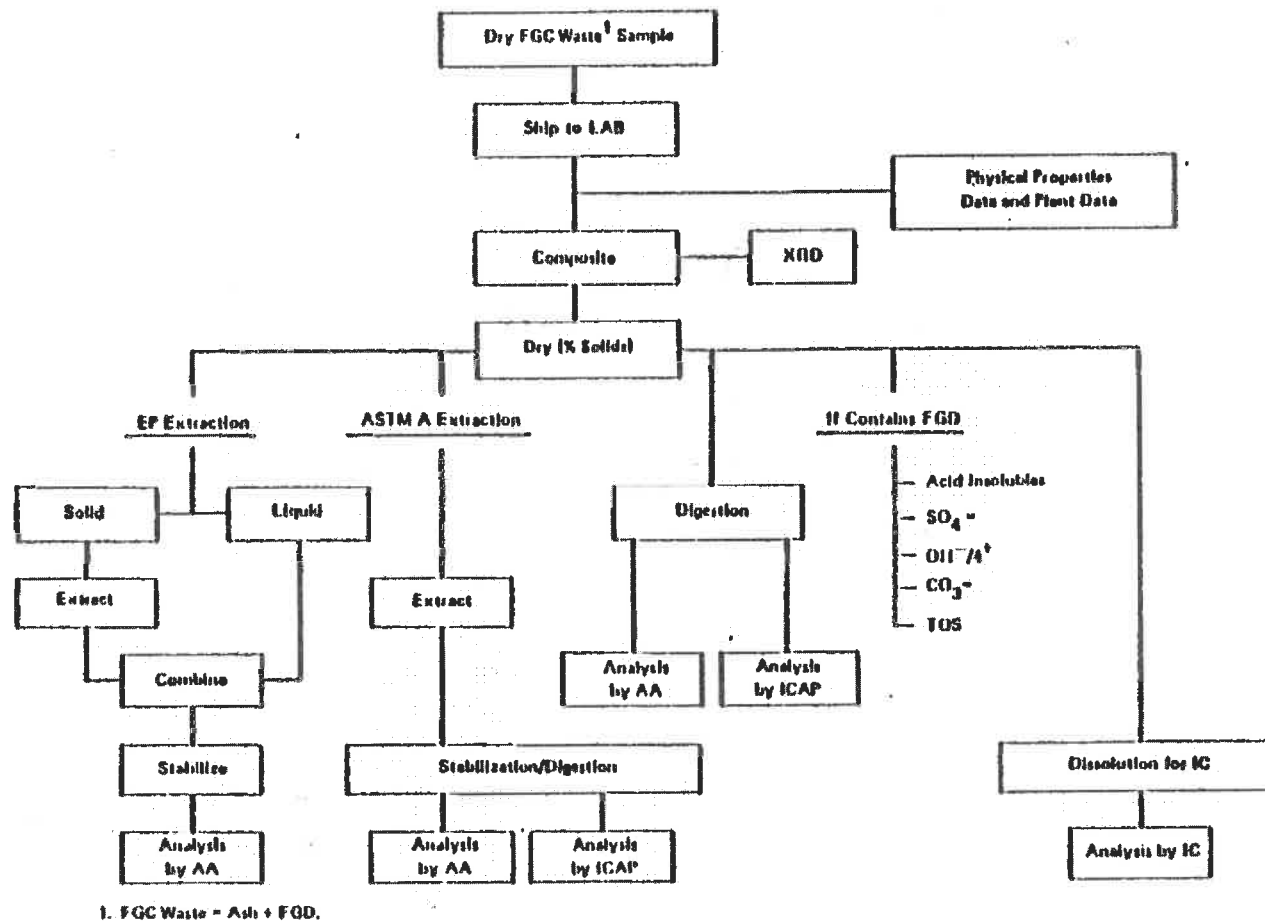 Dry FGC Waste† Sample
Ship to LAB
Physical Properties
Data and Plant Data
Composite
XRD
Dry (% Solids)
EP Extraction
ASTM A Extraction
If Contains FGD
Solid
Liquid
Digestion
Acid Insolubles
SO₄=
OH⁻/4†
CO₃=
TOS
Extract
Extract
Combine
Analysis
by AA
Analysis
by ICAP
Stabilize
Stabilization/Digestion
Dissolution for IC
Analysis
by AA
Analysis
by AA
Analysis
by ICAP
Analysis by IC
1. FGC Waste = Ash + FGD.